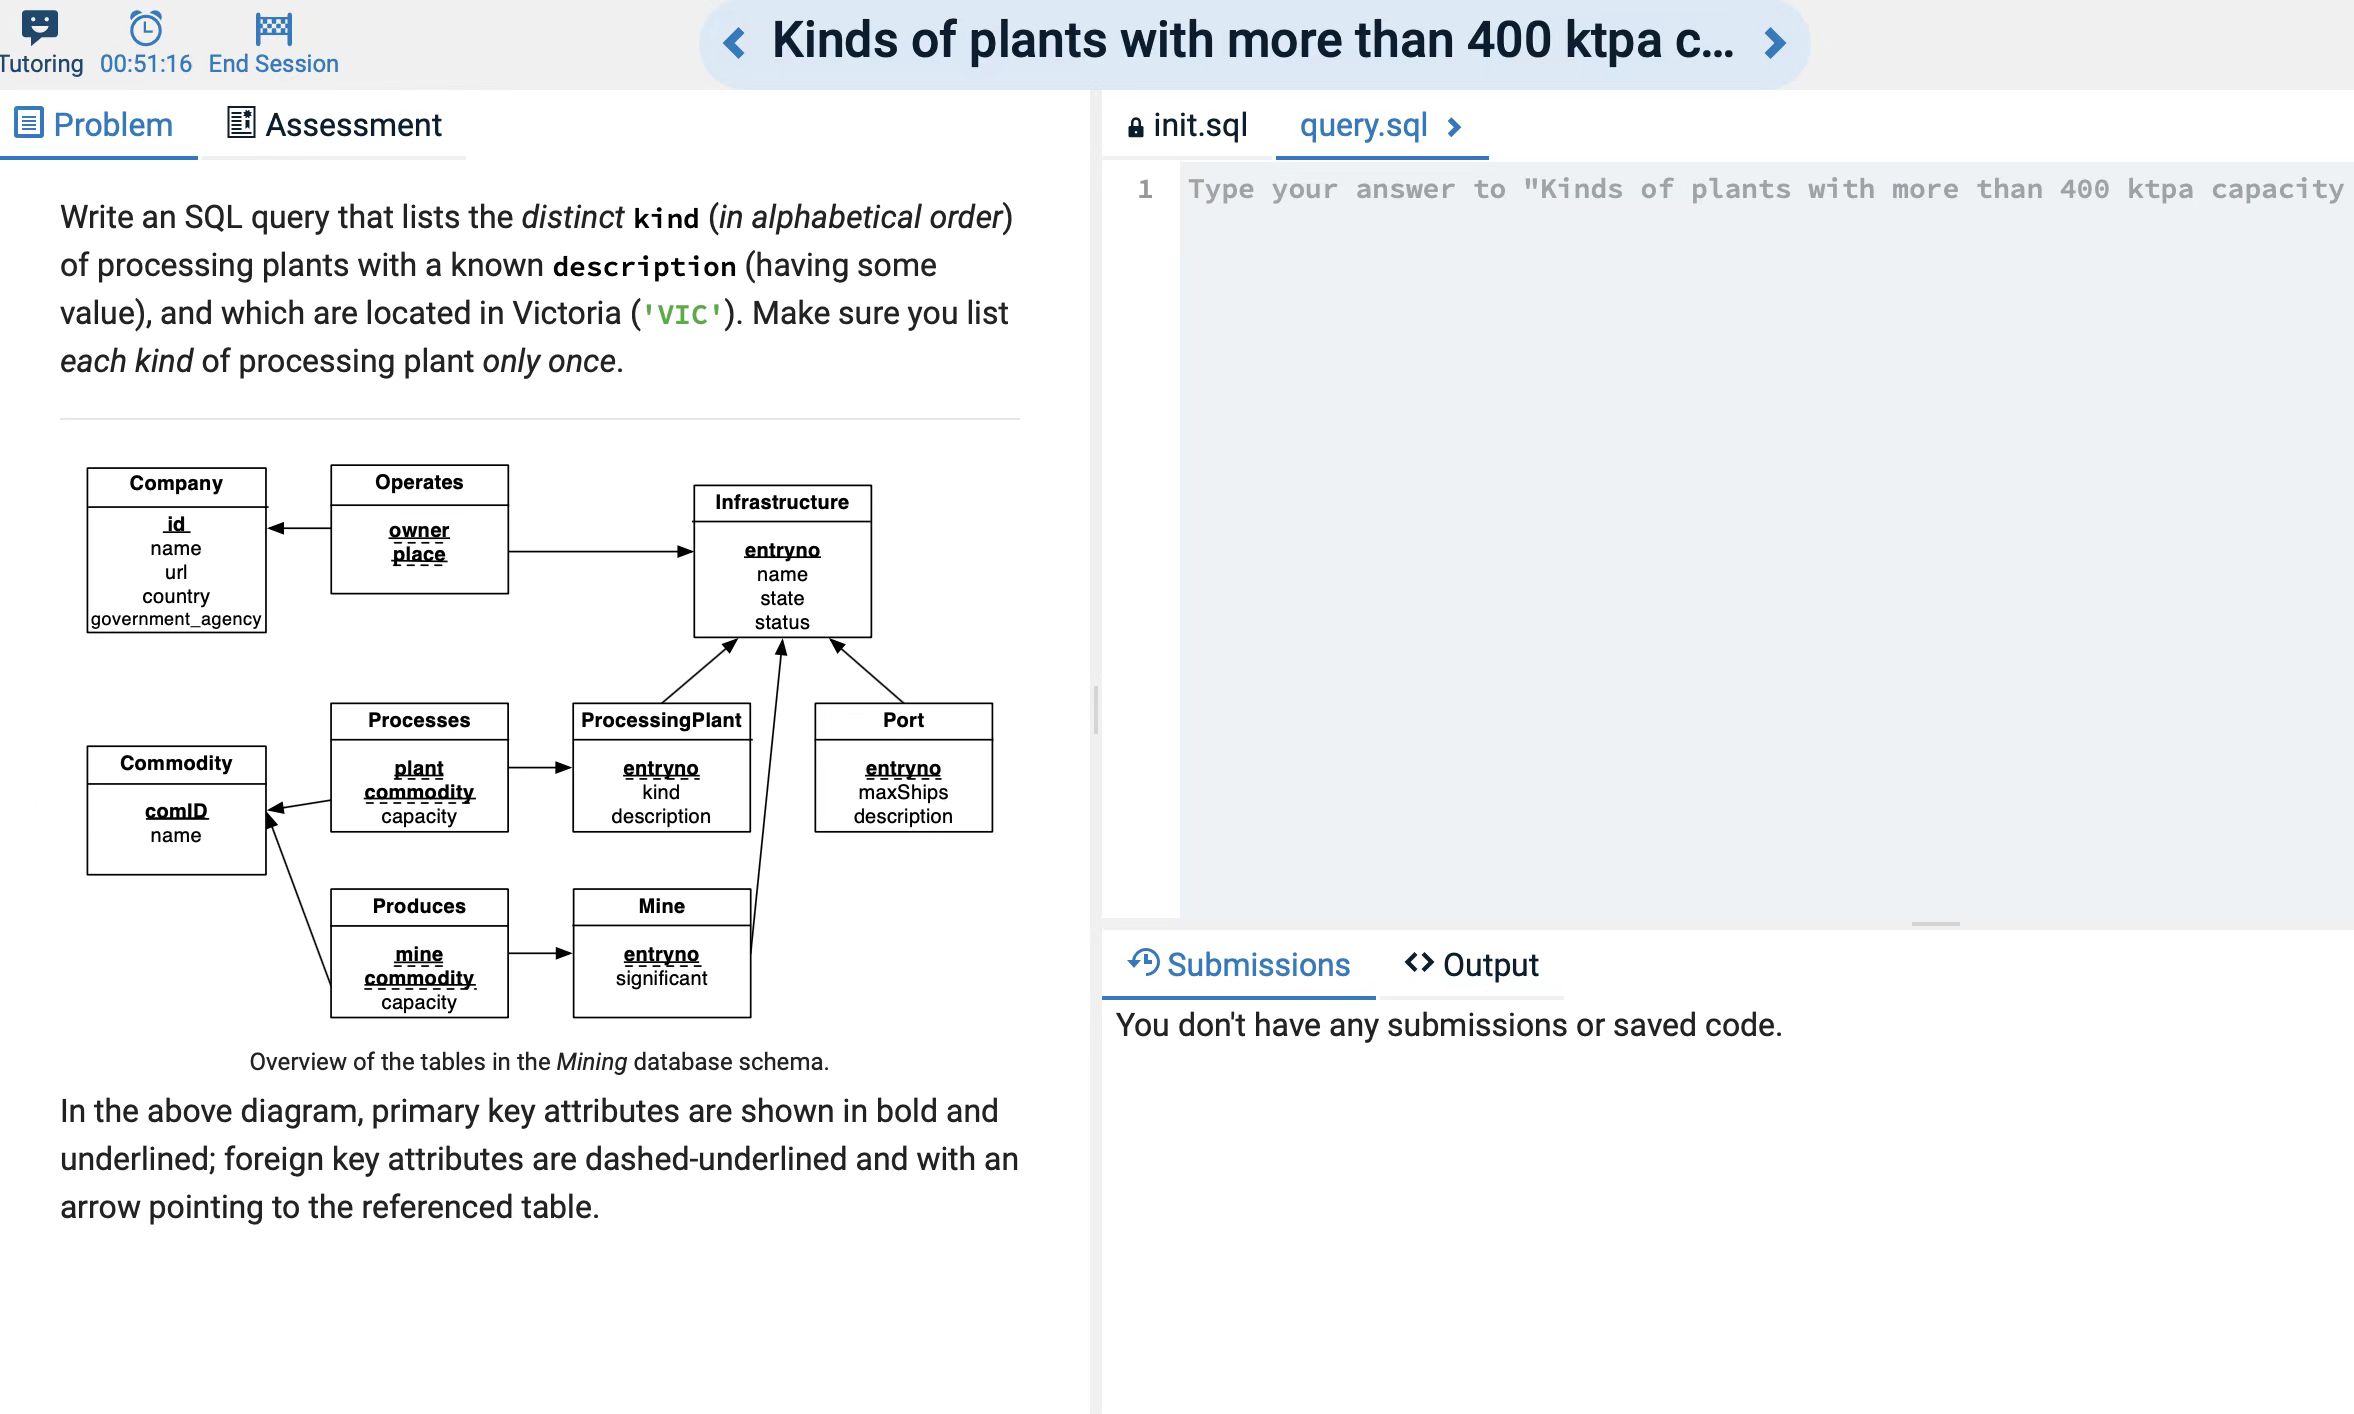 Tutoring 00:51:16 End Session
Kinds of plants with more than 400 ktpa c...
Problem Assessment
Write an SQL query that lists the distinct kind (in alphabetical order)
of processing plants with a known description (having some
value), and which are located in Victoria ('VIC'). Make sure you list
each kind of processing plant only once.
Company
id
name
url
country
government_agency
Operates
owner
place
Infrastructure
entryno
name
state
status
Commodity
comID
name
Processes
plant
commodity
capacity
ProcessingPlant
entryno
kind
description
Port
entryno
maxShips
description
Produces
mine
commodity
capacity
Mine
entryno
significant
Overview of the tables in the Mining database schema.
In the above diagram, primary key attributes are shown in bold and
underlined; foreign key attributes are dashed-underlined and with an
arrow pointing to the referenced table.
init.sql query.sql
1 Type your answer to "Kinds of plants with more than 400 ktpa capacity
Submissions Output
You don't have any submissions or saved code.